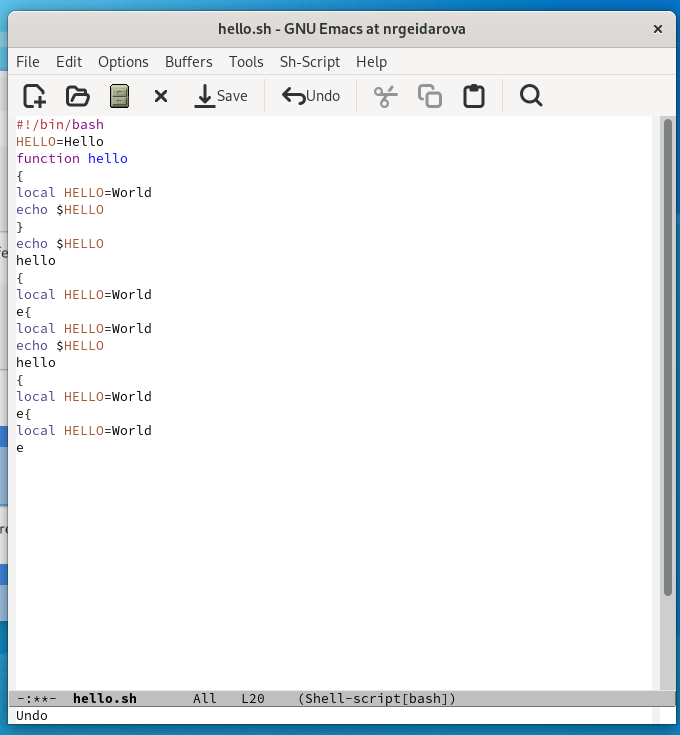 hello.sh - GNU Emacs at nrgeidarova
File Edit Options Buffers Tools Sh-Script Help
Save Undo
#!/bin/bash
HELLO=Hello
function hello
{
local HELLO=World
echo $HELLO
}
echo $HELLO
hello
{
local HELLO=World
e{
local HELLO=World
echo $HELLO
hello
{
local HELLO=World
e{
local HELLO=World
e
-:**- hello.sh All L20 (Shell-script[bash])
Undo